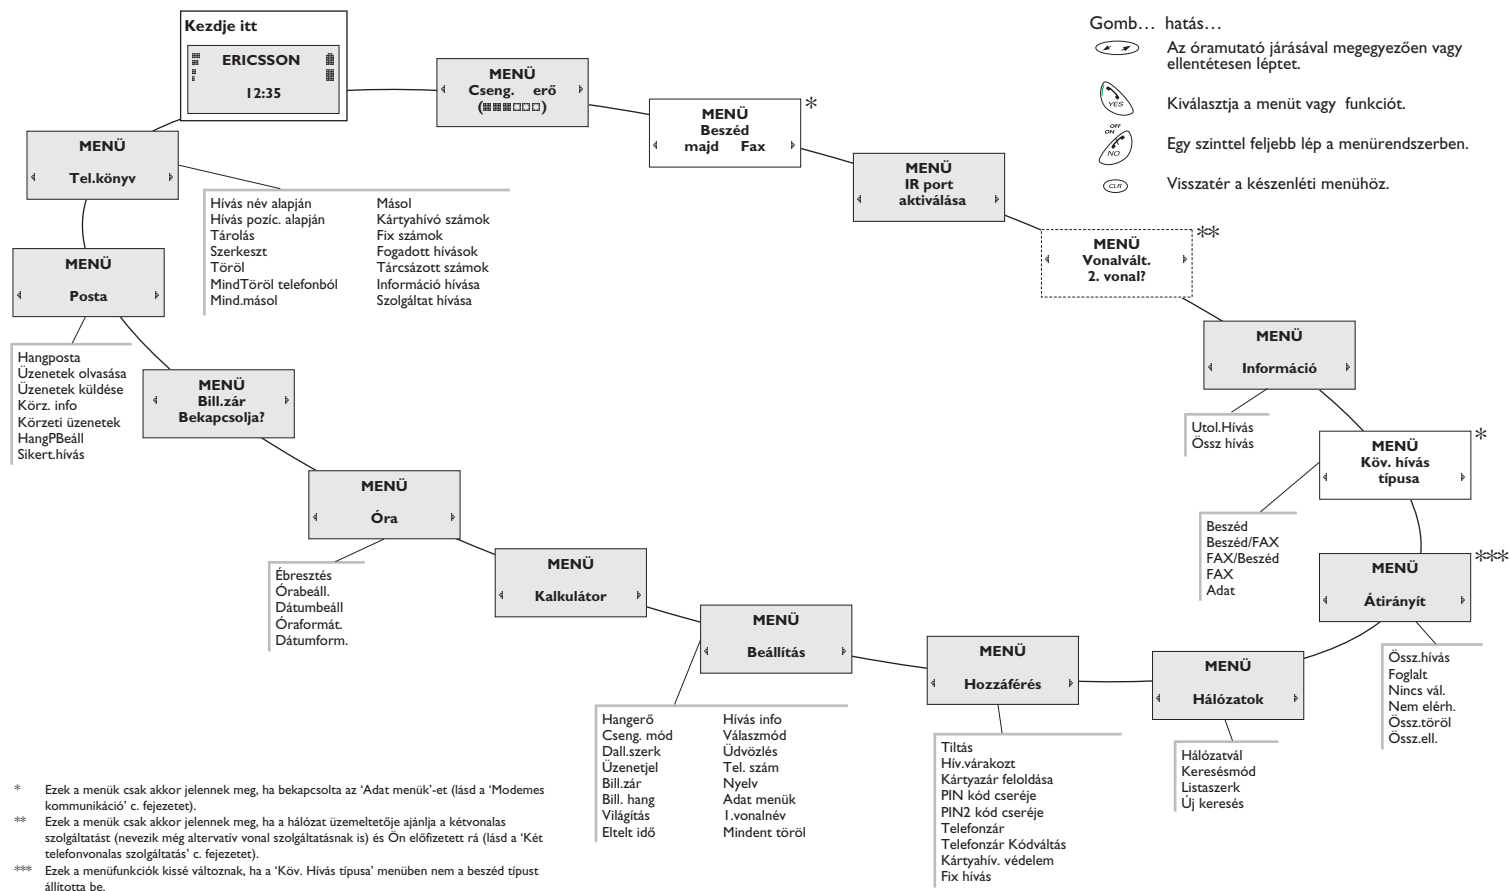 Kezdje itt
ERICSSON
12:35
MENÜ
Cseng. erő
MENÜ
Beszéd
majd Fax
*
MENÜ
IR port
aktiválása
MENÜ
Vonalvált.
2. vonal?
**
MENÜ
Információ
Utol.Hívás
Össz hívás
MENÜ
Köv. hívás
típusa
*
Beszéd
Beszéd/FAX
FAX/Beszéd
FAX
Adat
MENÜ
Átirányít
***
Össz.hívás
Foglalt
Nincs vál.
Nem elérh.
Össz.töröl
Össz.ell.
MENÜ
Hálózatok
Hálózatvál
Keresésmód
Listaszerk
Új keresés
MENÜ
Hozzáférés
Tiltás
Hív.várakozt
Kártyazár feloldása
PIN kód cseréje
PIN2 kód cseréje
Telefonzár
Telefonzár Kódváltás
Kártyahív. védelem
Fix hívás
MENÜ
Beállítás
Hangerő
Cseng. mód
Dall.szerk
Üzenetjel
Bill.zár
Bill. hang
Világítás
Eltelt idő
Hívás info
Válaszmód
Üdvözlés
Tel. szám
Nyelv
Adat menük
1.vonalnév
Mindent töröl
MENÜ
Kalkulátor
MENÜ
Óra
Ébresztés
Órabeáll.
Dátumbeáll
Óraformát.
Dátumform.
MENÜ
Bill.zár
Bekapcsolja?
MENÜ
Posta
Hangposta
Üzenetek olvasása
Üzenetek küldése
Körz. info
Körzeti üzenetek
HangPBeáll
Sikert.hívás
MENÜ
Tel.könyv
Hívás név alapján
Hívás pozíc. alapján
Tárolás
Szerkeszt
Töröl
MindTöröl telefonból
Mind.másol
Másol
Kártyahívó számok
Fix számok
Fogadott hívások
Tárcsázott számok
Információ hívása
Szolgáltat hívása
Gomb… hatás…
Az óramutató járásával megegyezően vagy
ellentétesen léptet.
YES
Kiválasztja a menüt vagy funkciót.
OFF
ON
NO
Egy szinttel feljebb lép a menürendszerben.
CLR
Visszatér a készenléti menühöz.
* Ezek a menük csak akkor jelennek meg, ha bekapcsolta az ‘Adat menük’-et (lásd a ‘Modemes
kommunikáció’ c. fejezetet).
** Ezek a menük csak akkor jelennek meg, ha a hálózat üzemeltetője ajánlja a kétvonalas
szolgáltatást (nevezik még altervatív vonal szolgáltatásnak is) és Ön előfizetett rá (lásd a ‘Két
telefonvonalas szolgáltatás’ c. fejezetet).
*** Ezek a menüfunkciók kissé változnak, ha a ‘Köv. Hívás típusa’ menüben nem a beszéd típust
állította be.